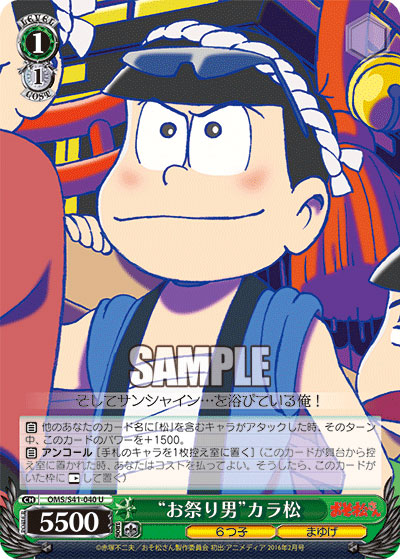 LEVEL
1
1
COST
SAMPLE
そしてサンシャイン…を浴びている俺！
自 他のあなたのカード名に「松」を含むキャラがアタックした時、そのターン
中、このカードのパワーを＋1500。
自 アンコール ［手札のキャラを1枚控え室に置く］ （このカードが舞台から
控え室に置かれた時、あなたはコストを払ってよい。そうしたら、このカードが
いた枠に レスト して置く）
CH OMS/S41-040 U
5500
“お祭り男”カラ松
おそ松さん
６つ子
まゆげ
©赤塚不二夫／おそ松さん製作委員会 初出:アニメディア 2016年2月号